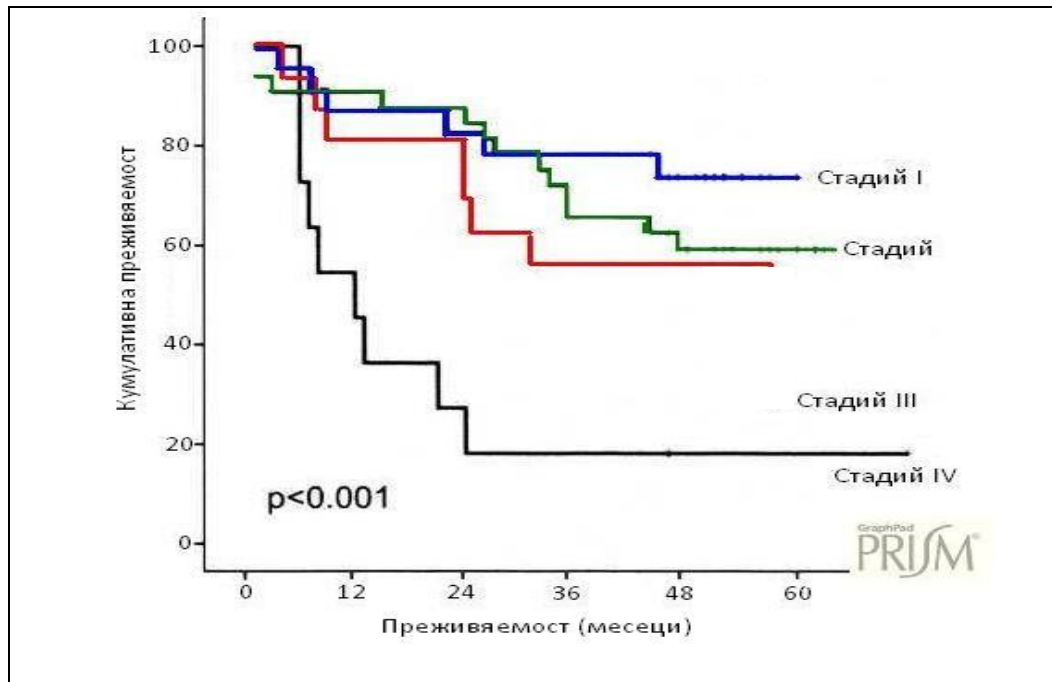 100
80
60
40
20
0
Кумулативна преживяемост
Стадий I
Стадий
Стадий III
Стадий IV
p<0.001
GraphPad
PRISM®
0 12 24 36 48 60
Преживяемост (месеци)